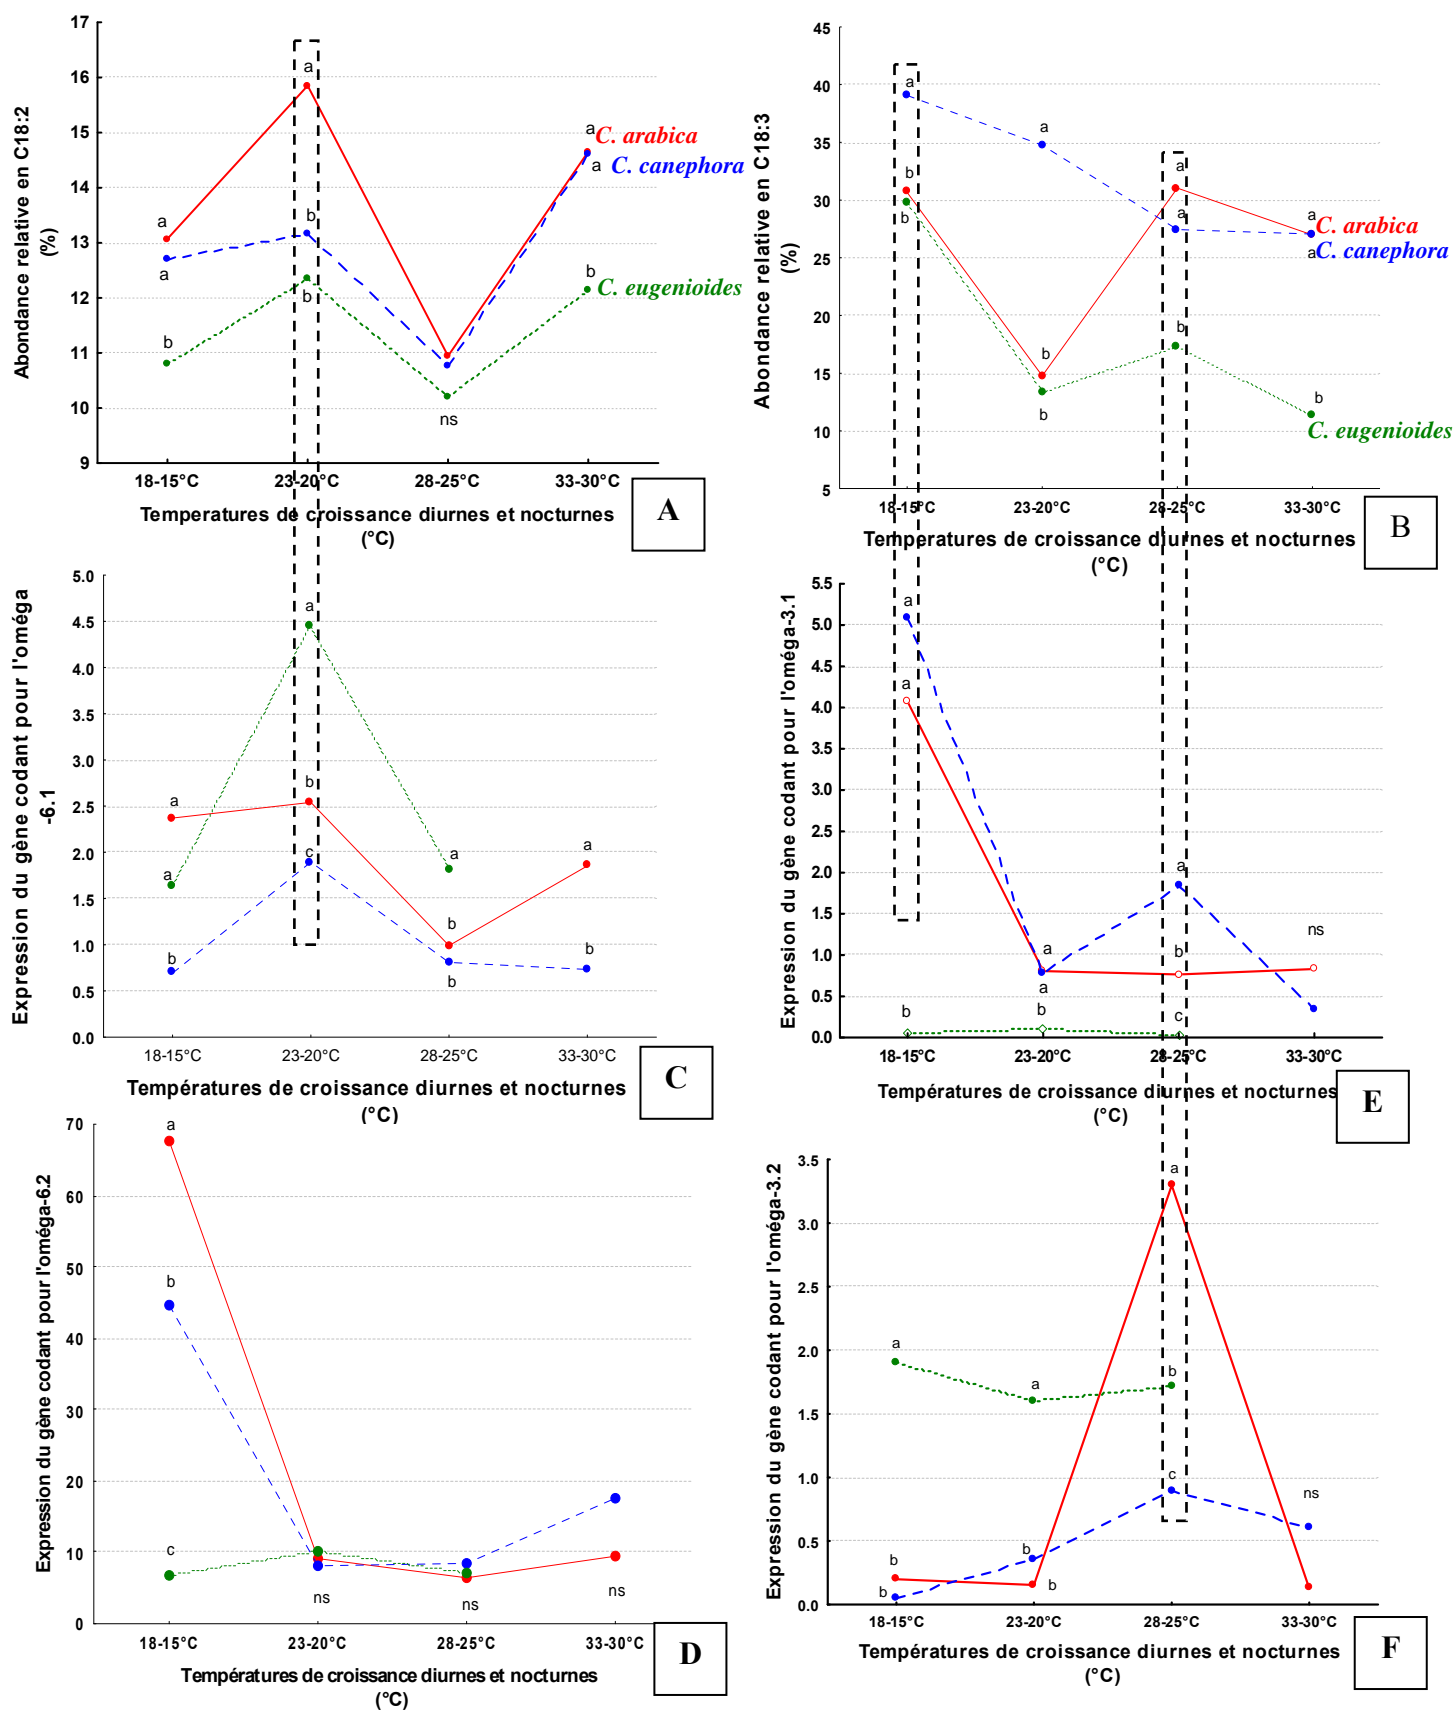 Abondance relative en C18:2
(%)
17
16
15
14
13
12
11
10
9
a
a
a
b
b
b
ns
a
a
b
C. arabica
C. canephora
C. eugenioides
18-15°C
23-20°C
28-25°C
33-30°C
Temperatures de croissance diurnes et nocturnes
(°C)
A
Abondance relative en C18:3
(%)
45
40
35
30
25
20
15
10
5
a
b
b
a
b
b
a
a
b
a
a
b
C. arabica
C. canephora
C. eugenioides
18-15°C
23-20°C
28-25°C
33-30°C
Temperatures de croissance diurnes et nocturnes
(°C)
B
Expression du gène codant pour l'oméga
-6.1
5.0
4.5
4.0
3.5
3.0
2.5
2.0
1.5
1.0
0.5
0.0
a
a
b
a
b
c
a
b
b
a
b
18-15°C
23-20°C
28-25°C
33-30°C
Températures de croissance diurnes et nocturnes
(°C)
C
Expression du gène codant pour l'oméga-3.1
5.5
5.0
4.5
4.0
3.5
3.0
2.5
2.0
1.5
1.0
0.5
0.0
a
a
b
a
a
b
a
b
c
ns
18-15°C
23-20°C
28-25°C
33-30°C
Températures de croissance diurnes et nocturnes
(°C)
E
Expression du gène codant pour l'oméga-6.2
70
60
50
40
30
20
10
0
a
b
c
ns
ns
ns
18-15°C
23-20°C
28-25°C
33-30°C
Températures de croissance diurnes et nocturnes
(°C)
D
Expression du gène codant pour l'oméga-3.2
3.5
3.0
2.5
2.0
1.5
1.0
0.5
0.0
a
b
b
a
b
b
a
b
c
ns
18-15°C
23-20°C
28-25°C
33-30°C
Températures de croissance diurnes et nocturnes
(°C)
F